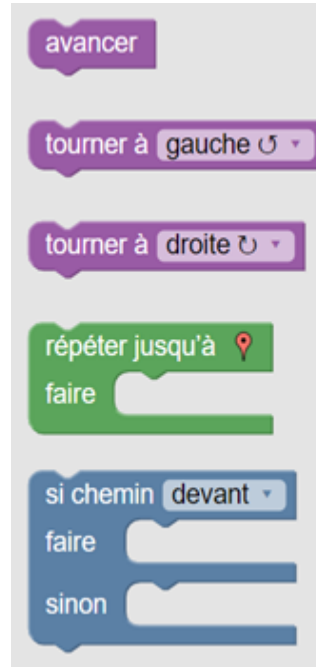 avancer
tourner à gauche ↺
tourner à droite ↻
répéter jusqu'à
faire
si chemin devant
faire
sinon